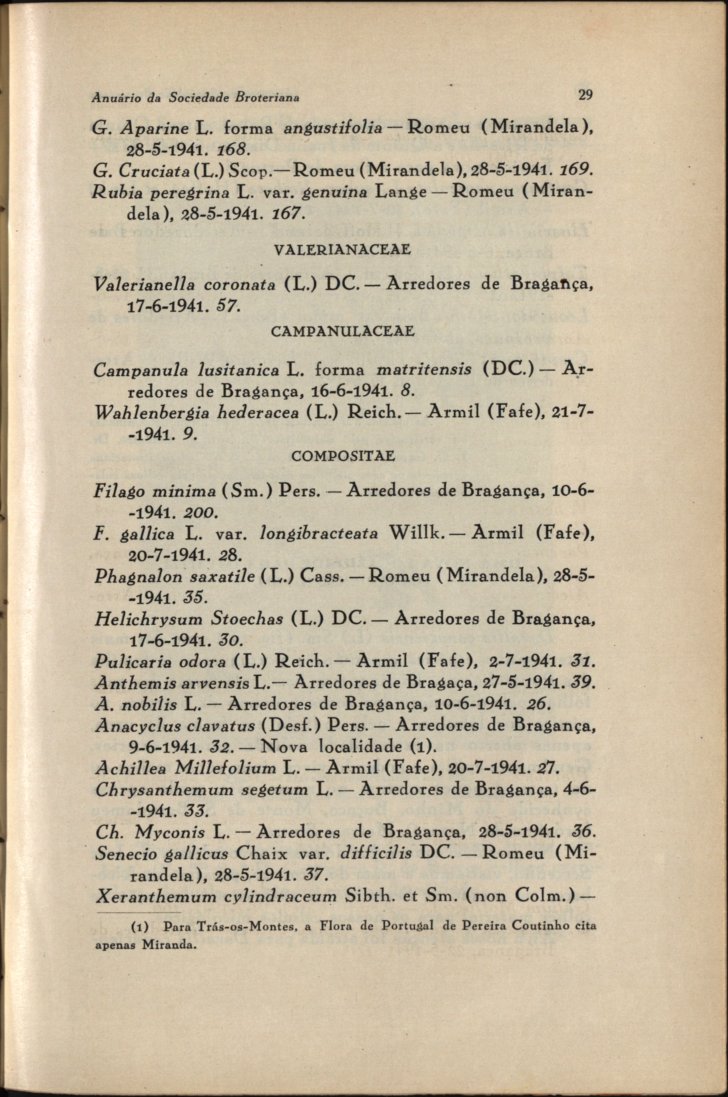 Anuário da Sociedade Broteriana 29
G. Aparine L. forma angustifolia — Romeu (Mirandela),
28-5-1941. 168.
G. Cruciata (L.) Scop.—Romeu (Mirandela), 28-5-1941. 169.
Rubia peregrina L. var. genuina Lange — Romeu (Miran-
dela), 28-5-1941. 167.
VALERIANACEAE
Valerianella coronata (L.) DC. — Arredores de Bragança,
17-6-1941. 57.
CAMPANULACEAE
Campanula lusitanica L. forma matritensis (DC.) — Ar-
redores de Bragança, 16-6-1941. 8.
Wahlenbergia hederacea (L.) Reich. — Armil (Fafe), 21-7-
-1941. 9.
COMPOSITAE
Filago minima (Sm.) Pers. — Arredores de Bragança, 10-6-
-1941. 200.
F. gallica L. var. longibracteata Willk. — Armil (Fafe),
20-7-1941. 28.
Phagnalon saxatile (L.) Cass. — Romeu (Mirandela), 28-5-
-1941. 35.
Helichrysum Stoechas (L.) DC. — Arredores de Bragança,
17-6-1941. 30.
Pulicaria odora (L.) Reich. — Armil (Fafe), 2-7-1941. 31.
Anthemis arvensis L.— Arredores de Bragaça, 27-5-1941. 39.
A. nobilis L. — Arredores de Bragança, 10-6-1941. 26.
Anacyclus clavatus (Desf.) Pers. — Arredores de Bragança,
9-6-1941. 32. — Nova localidade (1).
Achillea Millefolium L. — Armil (Fafe), 20-7-1941. 27.
Chrysanthemum segetum L. — Arredores de Bragança, 4-6-
-1941. 33.
Ch. Myconis L. — Arredores de Bragança, 28-5-1941. 36.
Senecio gallicus Chaix var. difficilis DC. — Romeu (Mi-
randela), 28-5-1941. 37.
Xeranthemum cylindraceum Sibth. et Sm. (non Colm.) —
(1) Para Trás-os-Montes, a Flora de Portugal de Pereira Coutinho cita
apenas Miranda.